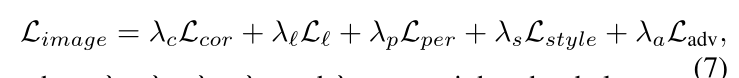 ℒ_image = λ_c ℒ_cor + λ_ℓ ℒ_ℓ + λ_p ℒ_per + λ_s ℒ_style + λ_a ℒ_adv,
(7)